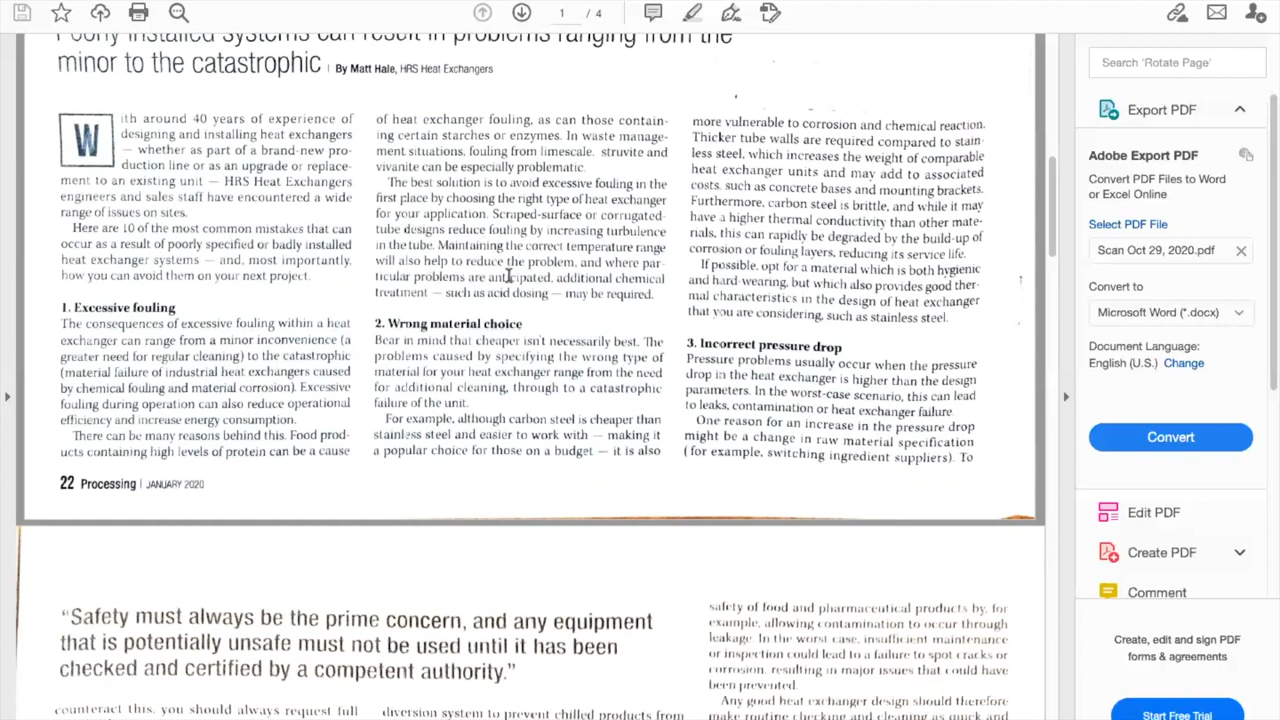 1 / 4
Poorly installed systems can result in problems ranging from the
minor to the catastrophic | By Matt Hale, HRS Heat Exchangers
With around 40 years of experience of
designing and installing heat exchangers
— whether as part of a brand-new pro-
duction line or as an upgrade or replace-
ment to an existing unit — HRS Heat Exchangers
engineers and sales staff have encountered a wide
range of issues on sites.
Here are 10 of the most common mistakes that can
occur as a result of poorly specified or badly installed
heat exchanger systems — and, most importantly,
how you can avoid them on your next project.
1. Excessive fouling
The consequences of excessive fouling within a heat
exchanger can range from a minor inconvenience (a
greater need for regular cleaning) to the catastrophic
(material failure of industrial heat exchangers caused
by chemical fouling and material corrosion). Excessive
fouling during operation can also reduce operational
efficiency and increase energy consumption.
There can be many reasons behind this. Food prod-
ucts containing high levels of protein can be a cause
of heat exchanger fouling, as can those contain-
ing certain starches or enzymes. In waste manage-
ment situations, fouling from limescale, struvite and
vivanite can be especially problematic.
The best solution is to avoid excessive fouling in the
first place by choosing the right type of heat exchanger
for your application. Scraped-surface or corrugated-
tube designs reduce fouling by increasing turbulence
in the tube. Maintaining the correct temperature range
will also help to reduce the problem, and where par-
ticular problems are anticipated, additional chemical
treatment — such as acid dosing — may be required.
2. Wrong material choice
Bear in mind that cheaper isn't necessarily best. The
problems caused by specifying the wrong type of
material for your heat exchanger range from the need
for additional cleaning, through to a catastrophic
failure of the unit.
For example, although carbon steel is cheaper than
stainless steel and easier to work with — making it
a popular choice for those on a budget — it is also
more vulnerable to corrosion and chemical reaction.
Thicker tube walls are required compared to stain-
less steel, which increases the weight of comparable
heat exchanger units and may add to associated
costs, such as concrete bases and mounting brackets.
Furthermore, carbon steel is brittle, and while it may
have a higher thermal conductivity than other mate-
rials, this can rapidly be degraded by the build-up of
corrosion or fouling layers, reducing its service life.
If possible, opt for a material which is both hygienic
and hard-wearing, but which also provides good ther-
mal characteristics in the design of heat exchanger
that you are considering, such as stainless steel.
3. Incorrect pressure drop
Pressure problems usually occur when the pressure
drop in the heat exchanger is higher than the design
parameters. In the worst-case scenario, this can lead
to leaks, contamination or heat exchanger failure.
One reason for an increase in the pressure drop
might be a change in raw material specification
(for example, switching ingredient suppliers). To
22 Processing | JANUARY 2020
“Safety must always be the prime concern, and any equipment
that is potentially unsafe must not be used until it has been
checked and certified by a competent authority.”
counteract this, you should always request full
diversion system to prevent chilled products from
safety of food and pharmaceutical products by, for
example, allowing contamination to occur through
leakage. In the worst case, insufficient maintenance
or inspection could lead to a failure to spot cracks or
corrosion, resulting in major issues that could have
been prevented.
Any good heat exchanger design should therefore
make routine checking and cleaning as quick and
Search 'Rotate Page'
Export PDF
Adobe Export PDF
Convert PDF Files to Word
or Excel Online
Select PDF File
Scan Oct 29, 2020.pdf
Convert to
Microsoft Word (*.docx)
Document Language:
English (U.S.) Change
Convert
Edit PDF
Create PDF
Comment
Create, edit and sign PDF
forms & agreements
Start Free Trial